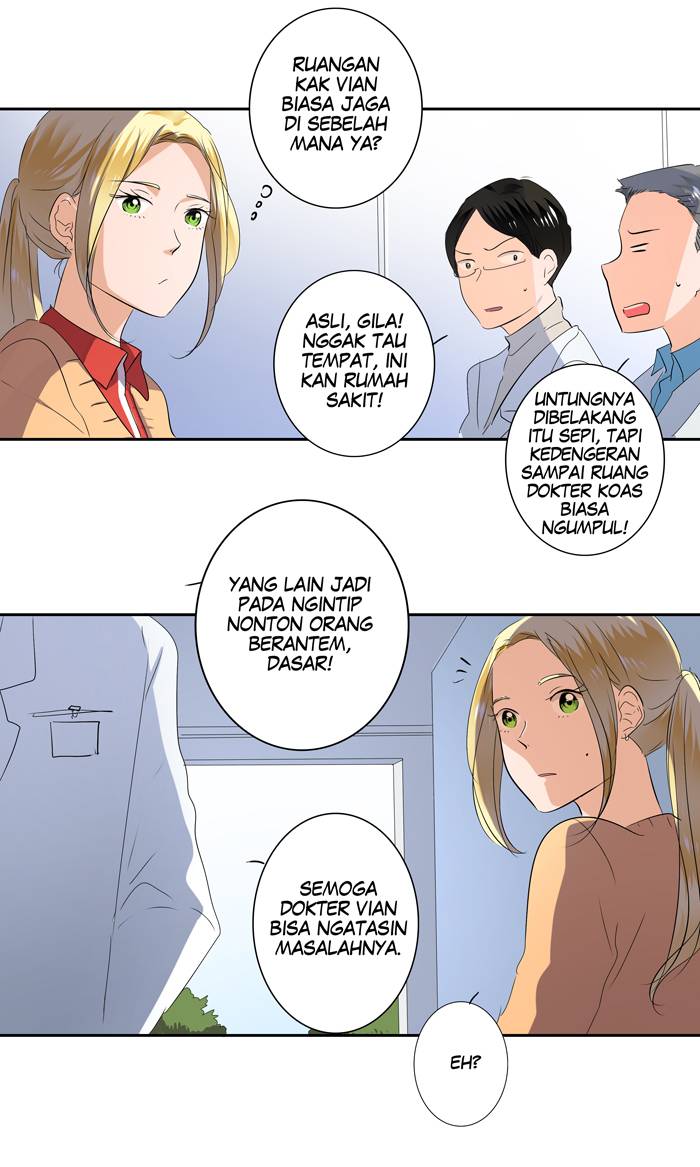 RUANGAN
KAK VIAN
BIASA JAGA
DI SEBELAH
MANA YA?
ASLI, GILA!
NGGAK TAU
TEMPAT, INI
KAN RUMAH
SAKIT!
UNTUNGNYA
DIBELAKANG
ITU SEPI, TAPI
KEDENGERAN
SAMPAI RUANG
DOKTER KOAS
BIASA
NGUMPUL!
YANG LAIN JADI
PADA NGINTIP
NONTON ORANG
BERANTEM,
DASAR!
SEMOGA
DOKTER VIAN
BISA NGATASIN
MASALAHNYA.
EH?